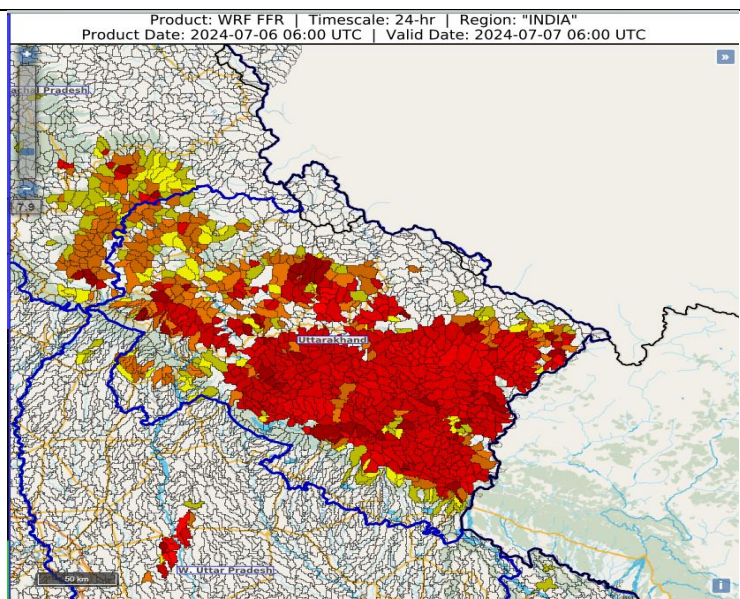 Product: WRF FFR | Timescale: 24-hr | Region: "INDIA"
Product Date: 2024-07-06 06:00 UTC | Valid Date: 2024-07-07 06:00 UTC
»
achal Pradesh
7.9
Uttarakhand
W. Uttar Pradesh
50 km
i